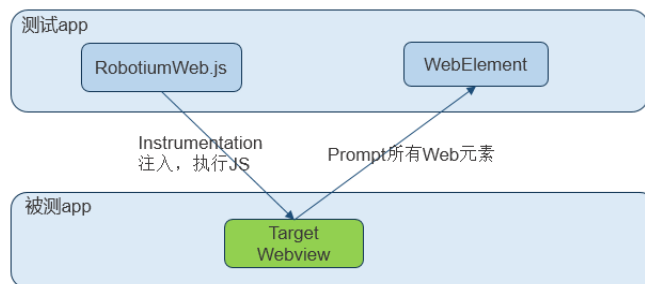 测试app
RobotiumWeb.js
WebElement
Instrumentation
注入，执行JS
Prompt所有Web元素
被测app
Target
Webview